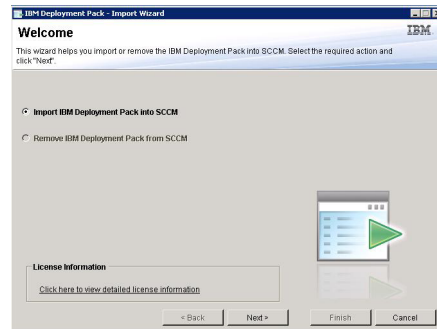 IBM Deployment Pack - Import Wizard
Welcome
IBM
This wizard helps you import or remove the IBM Deployment Pack into SCCM. Select the required action and
click "Next".
Import IBM Deployment Pack into SCCM
Remove IBM Deployment Pack from SCCM
License Information
Click here to view detailed license information
< Back
Next >
Finish
Cancel